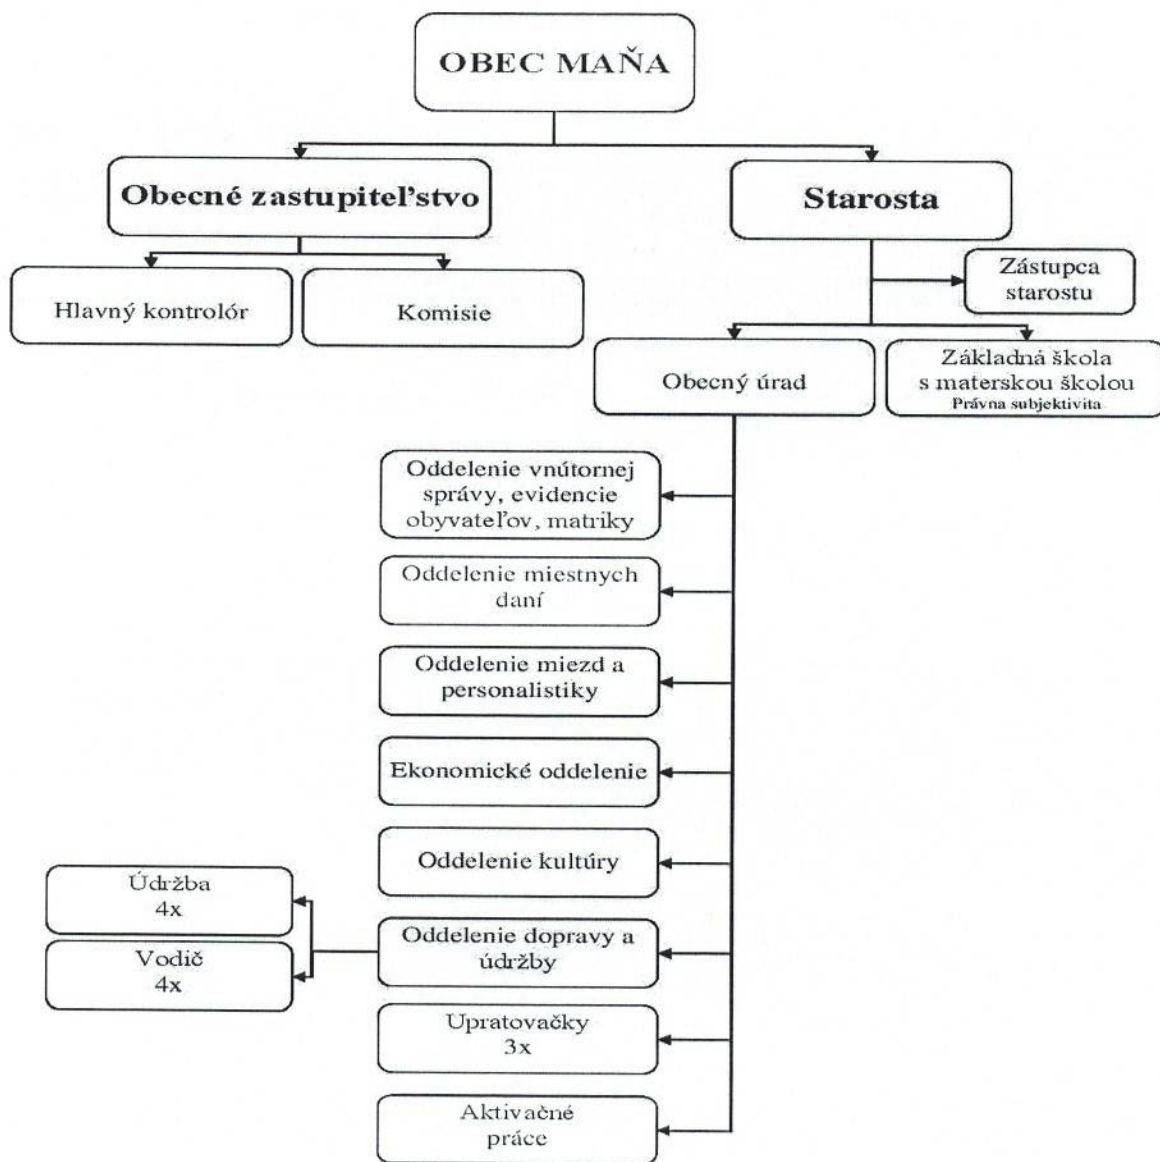 OBEC MAŇA
Obecné zastupiteľstvo
Starosta
Hlavný kontrolór
Komisie
Zástupca
starostu
Obecný úrad
Základná škola
s materskou školou
Právna subjektivita
Oddelenie vnútornej
správy, evidencie
obyvateľov, matriky
Oddelenie miestnych
daní
Oddelenie miezd a
personalistiky
Ekonomické oddelenie
Oddelenie kultúry
Oddelenie dopravy a
údržby
Údržba
4x
Vodič
4x
Upratovačky
3x
Aktivačné
práce